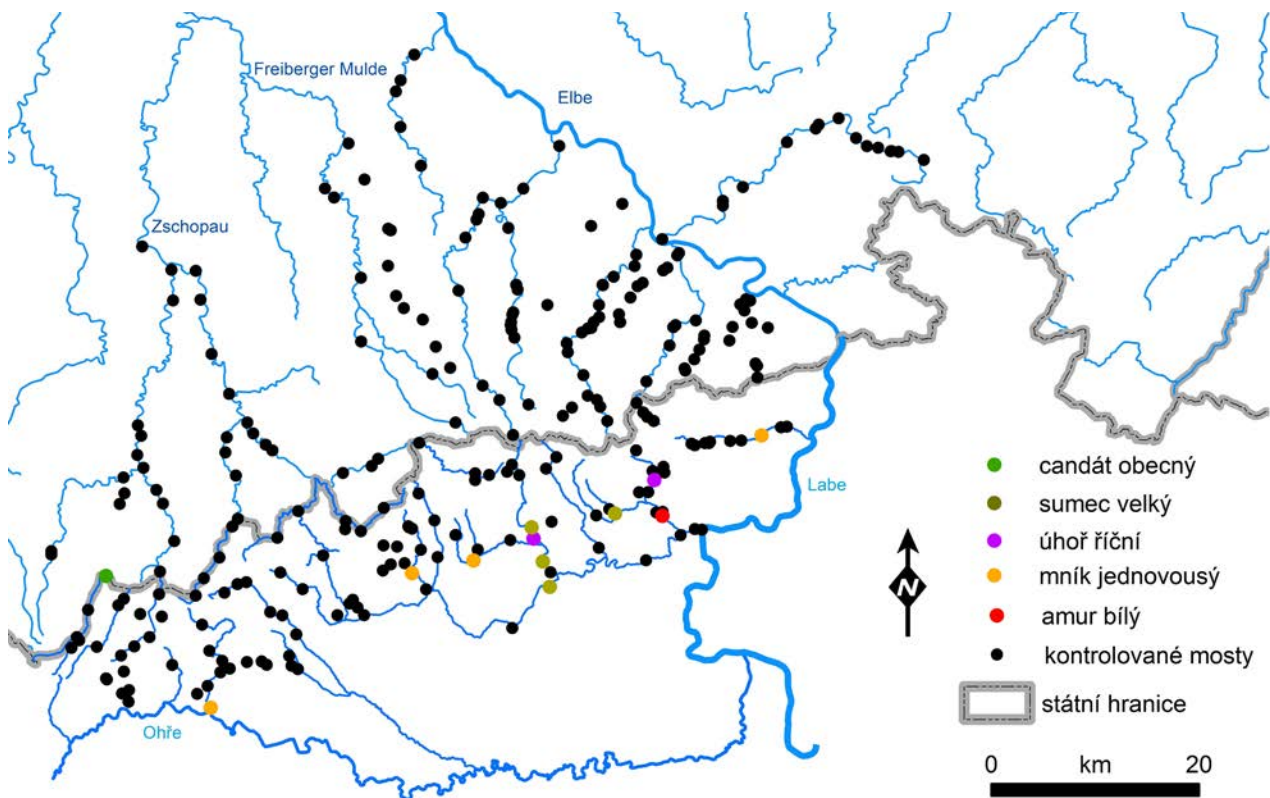 Freiberger Mulde
Elbe
Zschopau
Labe
Ohře
candát obecný
sumec velký
úhoř říční
mník jednovousý
amur bílý
kontrolované mosty
státní hranice
N
0 km 20